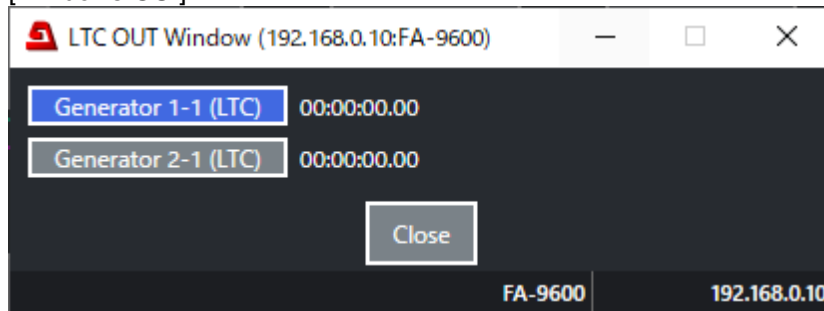 LTC OUT Window (192.168.0.10:FA-9600)
Generator 1-1 (LTC) 00:00:00.00
Generator 2-1 (LTC) 00:00:00.00
Close
FA-9600 192.168.0.10